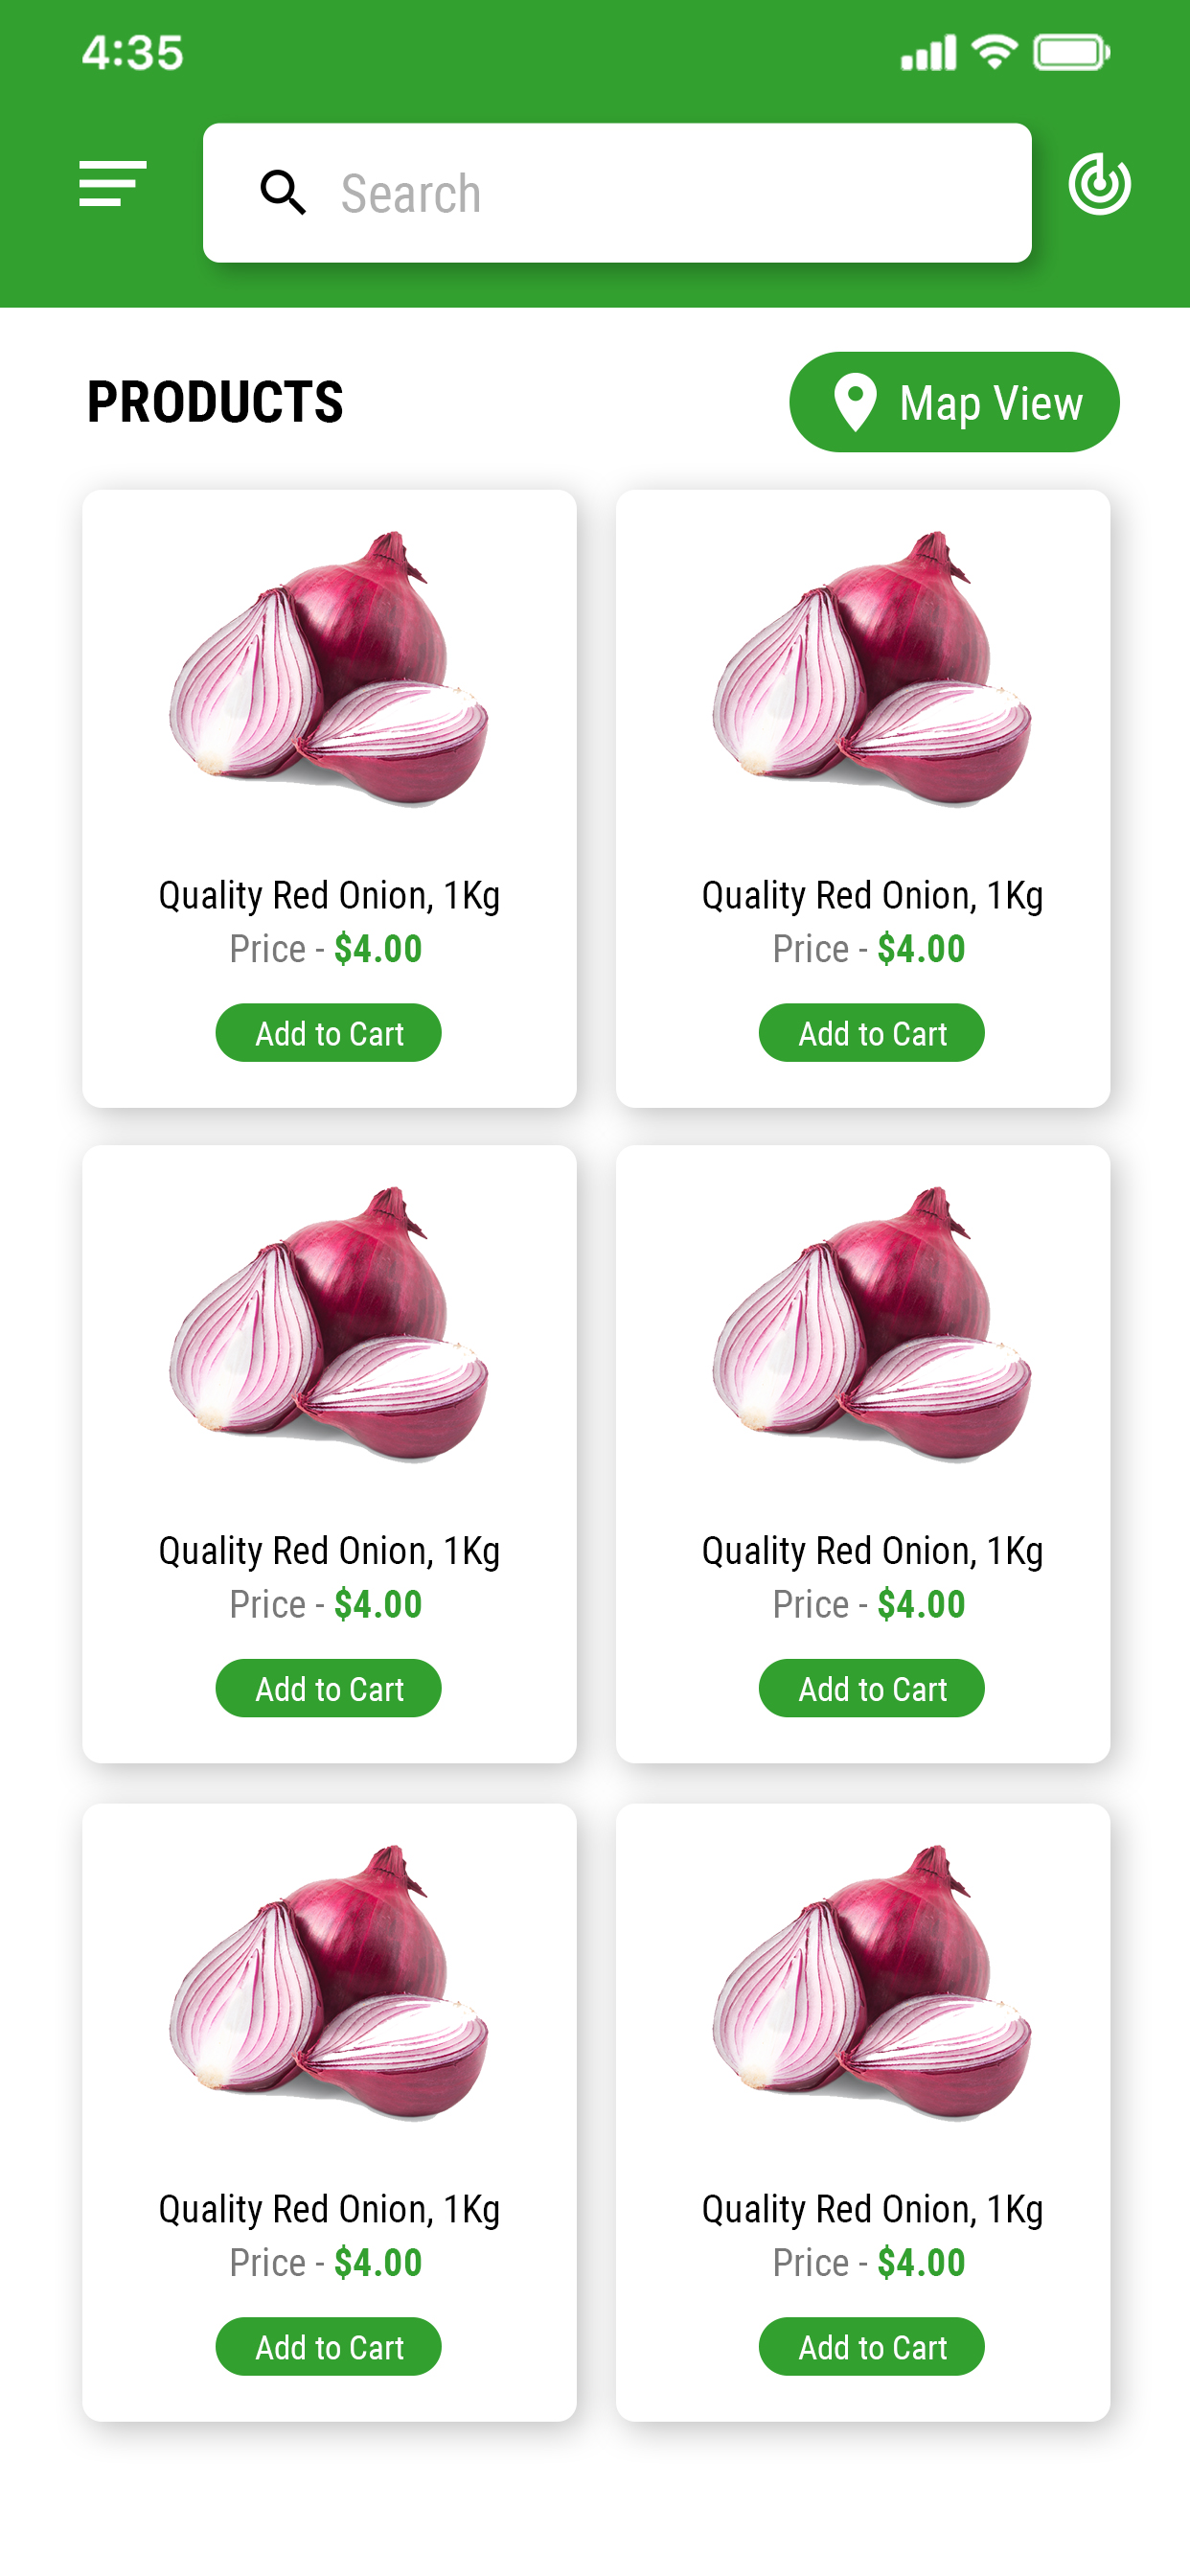 4:35
Search
PRODUCTS
Map View
Quality Red Onion, 1Kg
Price - $4.00
Add to Cart
Quality Red Onion, 1Kg
Price - $4.00
Add to Cart
Quality Red Onion, 1Kg
Price - $4.00
Add to Cart
Quality Red Onion, 1Kg
Price - $4.00
Add to Cart
Quality Red Onion, 1Kg
Price - $4.00
Add to Cart
Quality Red Onion, 1Kg
Price - $4.00
Add to Cart